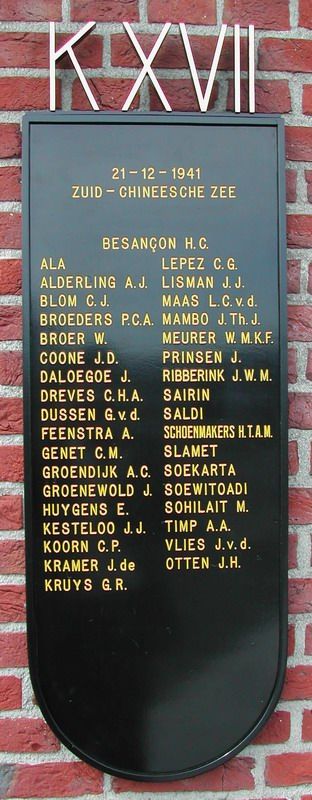 K XVII
21-12-1941
ZUID-CHINEESCHE ZEE
BESANÇON H.C.
ALA
ALDERLING A.J.
BLOM C.J.
BROEDERS P.C.A.
BROER W.
COONE J.D.
DALOEGOE J.
DREVES C.H.A.
DUSSEN G.v.d.
FEENSTRA A.
GENET C.M.
GROENDIJK A.C.
GROENEWOLD J.
HUYGENS E.
KESTELOO J.J.
KOORN C.P.
KRAMER J.de
KRUYS G.R.
LEPEZ C.G.
LISMAN J.J.
MAAS L.C.v.d.
MAMBO J.Th.J.
MEURER W.M.K.F.
PRINSEN J.
RIBBERINK J.W.M.
SAIRIN
SALDI
SCHOENMAKERS H.T.A.M.
SLAMET
SOEKARTA
SOEWITOADI
SOHILAIT M.
TIMP A.A.
VLIES J.v.d.
OTTEN J.H.